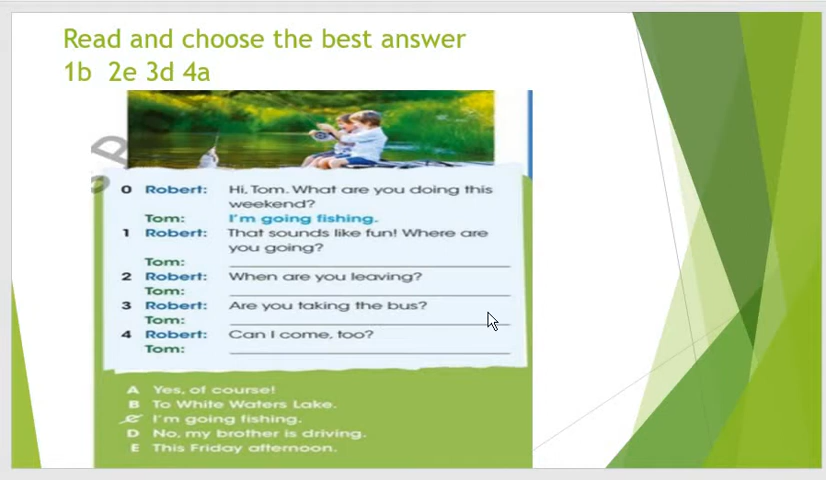 Read and choose the best answer
1b 2e 3d 4a
0 Robert: Hi, Tom. What are you doing this
weekend?
Tom: I'm going fishing.
1 Robert: That sounds like fun! Where are
you going?
Tom:
2 Robert: When are you leaving?
Tom:
3 Robert: Are you taking the bus?
Tom:
4 Robert: Can I come, too?
Tom:
A Yes, of course!
B To White Waters Lake.
C I'm going fishing.
D No, my brother is driving.
E This Friday afternoon.